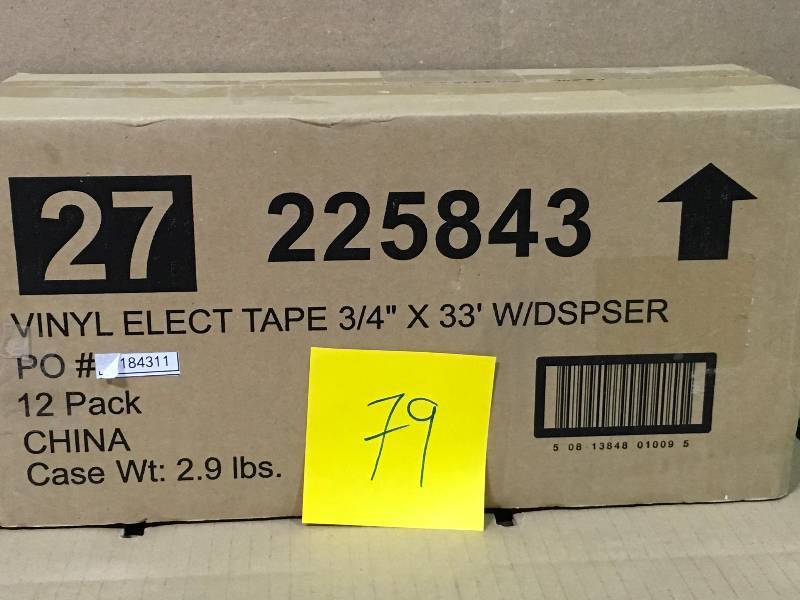 27 225843
VINYL ELECT TAPE 3/4" X 33' W/DSPSER
PO # 184311
12 Pack
CHINA
Case Wt: 2.9 lbs.
79
5 08 13848 01009 5